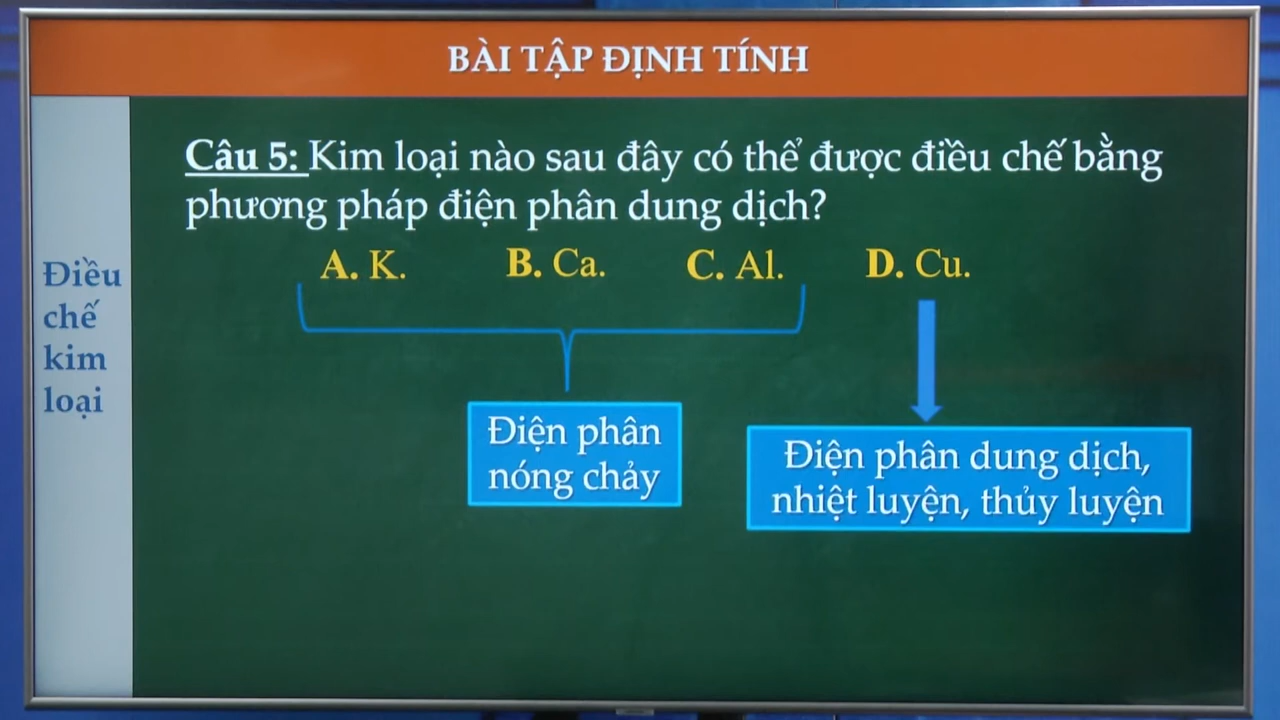 BÀI TẬP ĐỊNH TÍNH
Điều
chế
kim
loại
Câu 5: Kim loại nào sau đây có thể được điều chế bằng
phương pháp điện phân dung dịch?
A. K. B. Ca. C. Al. D. Cu.
Điện phân
nóng chảy
Điện phân dung dịch,
nhiệt luyện, thủy luyện